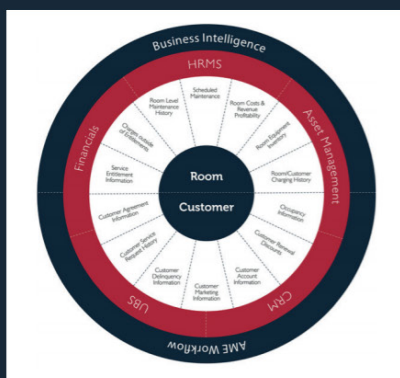 Business Intelligence
HRMS
Financials
Asset Management
UBS
CRM
AME Workflow
Scheduled
Maintenance
Room Costs &
Revenue
Profitability
Room Equipment
Inventory
Room/Customer
Charging History
Occupancy
Information
Customer Renewal
Discounts
Customer
Account
Information
Customer
Marketing
Information
Customer
Delinquency
Information
Customer Service
Request History
Customer Agreement
Information
Service
Entitlement
Information
Charges outside
of Entitlements
Room Level
Maintenance
History
Room
Customer